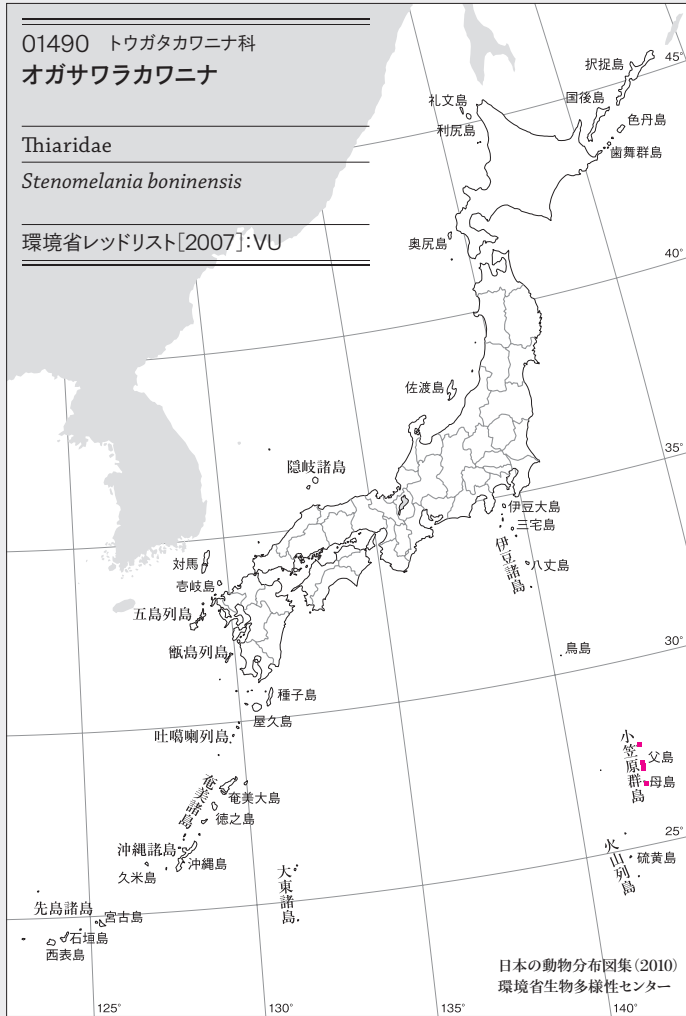 01490 トウガタカワニナ科
オガサワラカワニナ
Thiaridae
Stenomelania boninensis
環境省レッドリスト[2007]:VU
択捉島
45°
国後島
礼文島
色丹島
利尻島
歯舞群島
奥尻島
40°
佐渡島
35°
隠岐諸島
伊豆大島
三宅島
伊豆諸島
八丈島
対馬
壱岐島
五島列島
甑島列島
鳥島
30°
種子島
屋久島
吐噶喇列島
小笠原群島
父島
母島
奄美諸島
奄美大島
徳之島
25°
沖縄諸島
沖縄島
久米島
火山列島
硫黄島
大東諸島
先島諸島
宮古島
石垣島
西表島
日本の動物分布図集(2010)
環境省生物多様性センター
125°
130°
135°
140°